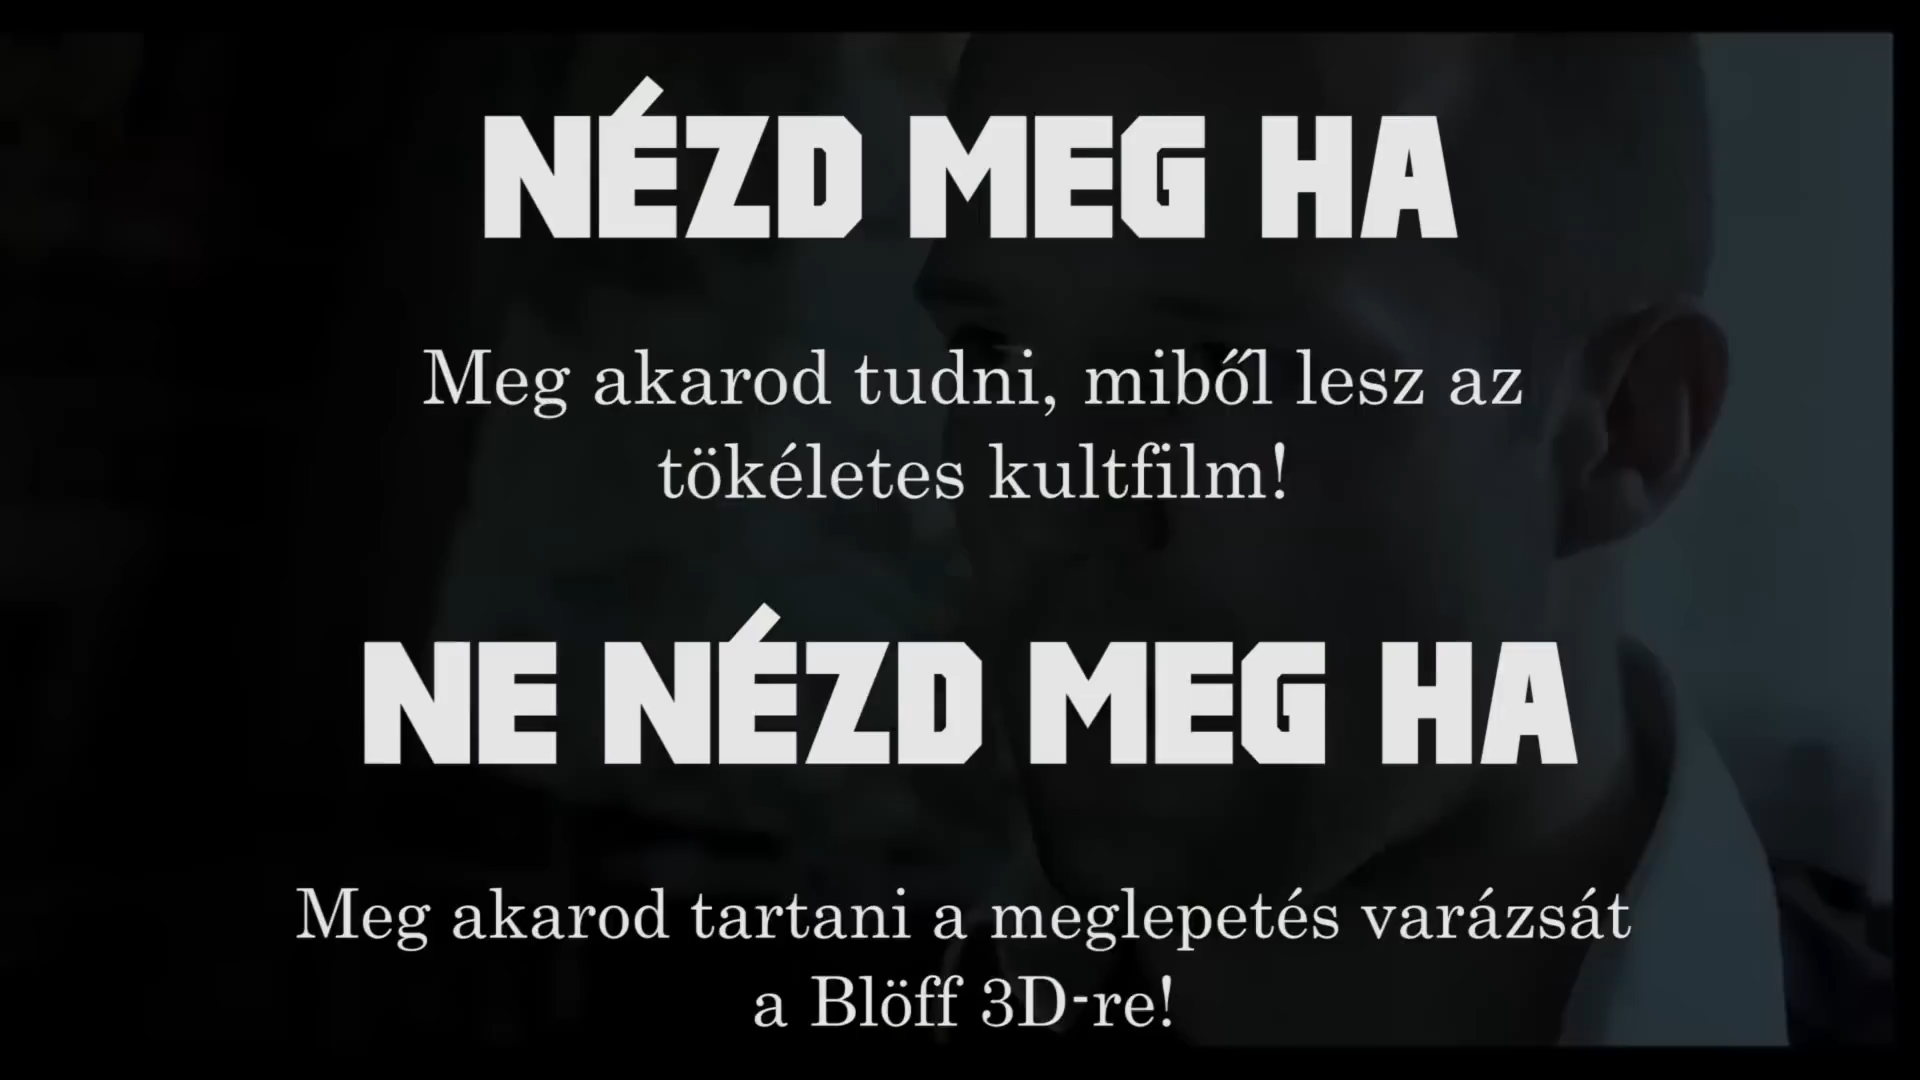 NÉZD MEG HA
Meg akarod tudni, miből lesz az
tökéletes kultfilm!
NE NÉZD MEG HA
Meg akarod tartani a meglepetés varázsát
a Blöff 3D-re!